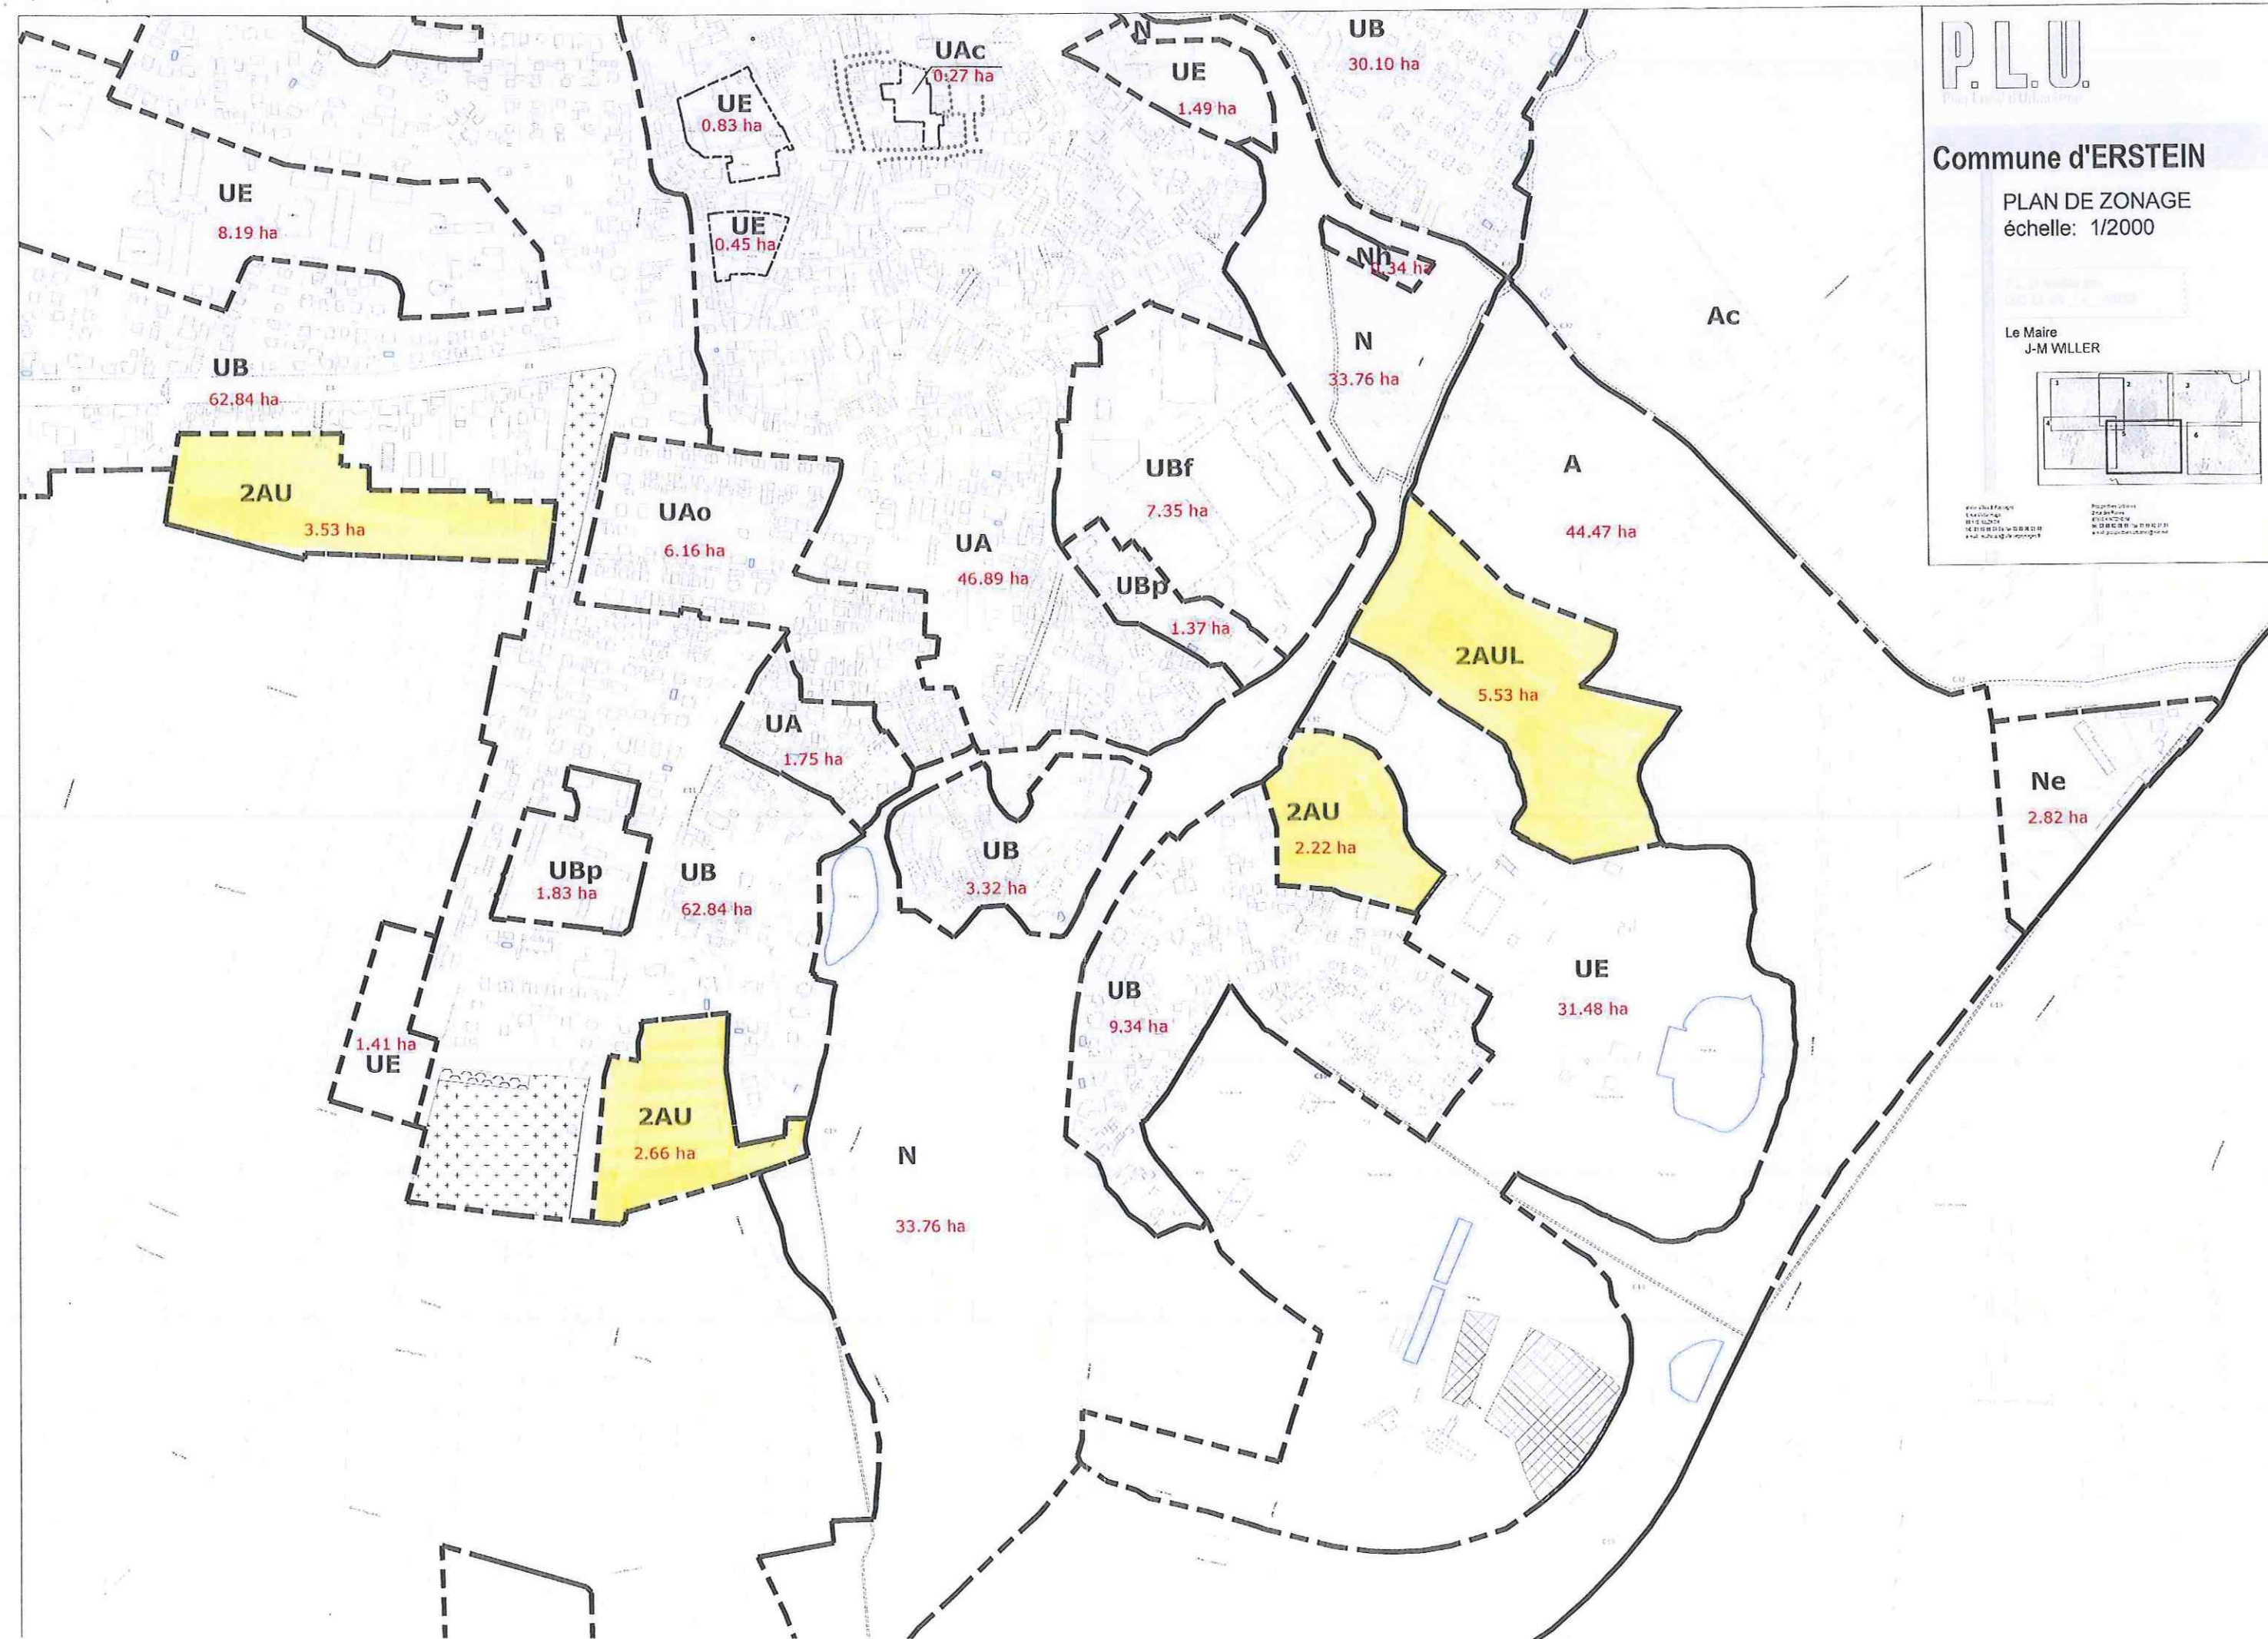 P.L.U.
Commune d'ERSTEIN
PLAN DE ZONAGE
échelle: 1/2000
Le Maire
J-M WILLER
N
UB
30.10 ha
UAc
0.27 ha
UE
1.49 ha
UE
0.83 ha
UE
8.19 ha
UE
0.45 ha
Nh
0.34 ha
Ac
N
33.76 ha
UB
62.84 ha
A
44.47 ha
UBf
7.35 ha
2AU
3.53 ha
UAo
6.16 ha
UA
46.89 ha
UBp
1.37 ha
2AUL
5.53 ha
UA
1.75 ha
Ne
2.82 ha
2AU
2.22 ha
UB
3.32 ha
UBp
1.83 ha
UB
62.84 ha
UE
31.48 ha
UB
9.34 ha
1.41 ha
UE
2AU
2.66 ha
N
33.76 ha